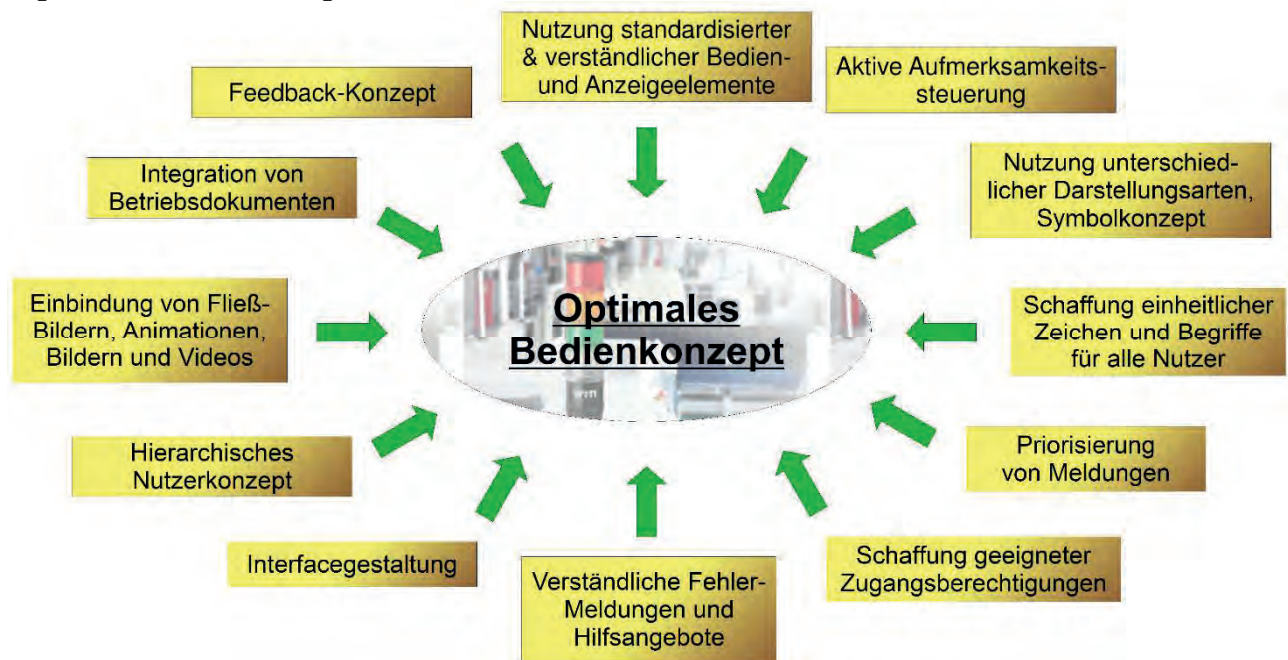 Nutzung standardisierter
& verständlicher Bedien-
und Anzeigeelemente
Aktive Aufmerksamkeits-
steuerung
Nutzung unterschied-
licher Darstellungsarten,
Symbolkonzept
Schaffung einheitlicher
Zeichen und Begriffe
für alle Nutzer
Priorisierung
von Meldungen
Schaffung geeigneter
Zugangsberechtigungen
Verständliche Fehler-
Meldungen und
Hilfsangebote
Interfacegestaltung
Hierarchisches
Nutzerkonzept
Einbindung von Fließ-
Bildern, Animationen,
Bildern und Videos
Integration von
Betriebsdokumenten
Feedback-Konzept
Optimales
Bedienkonzept